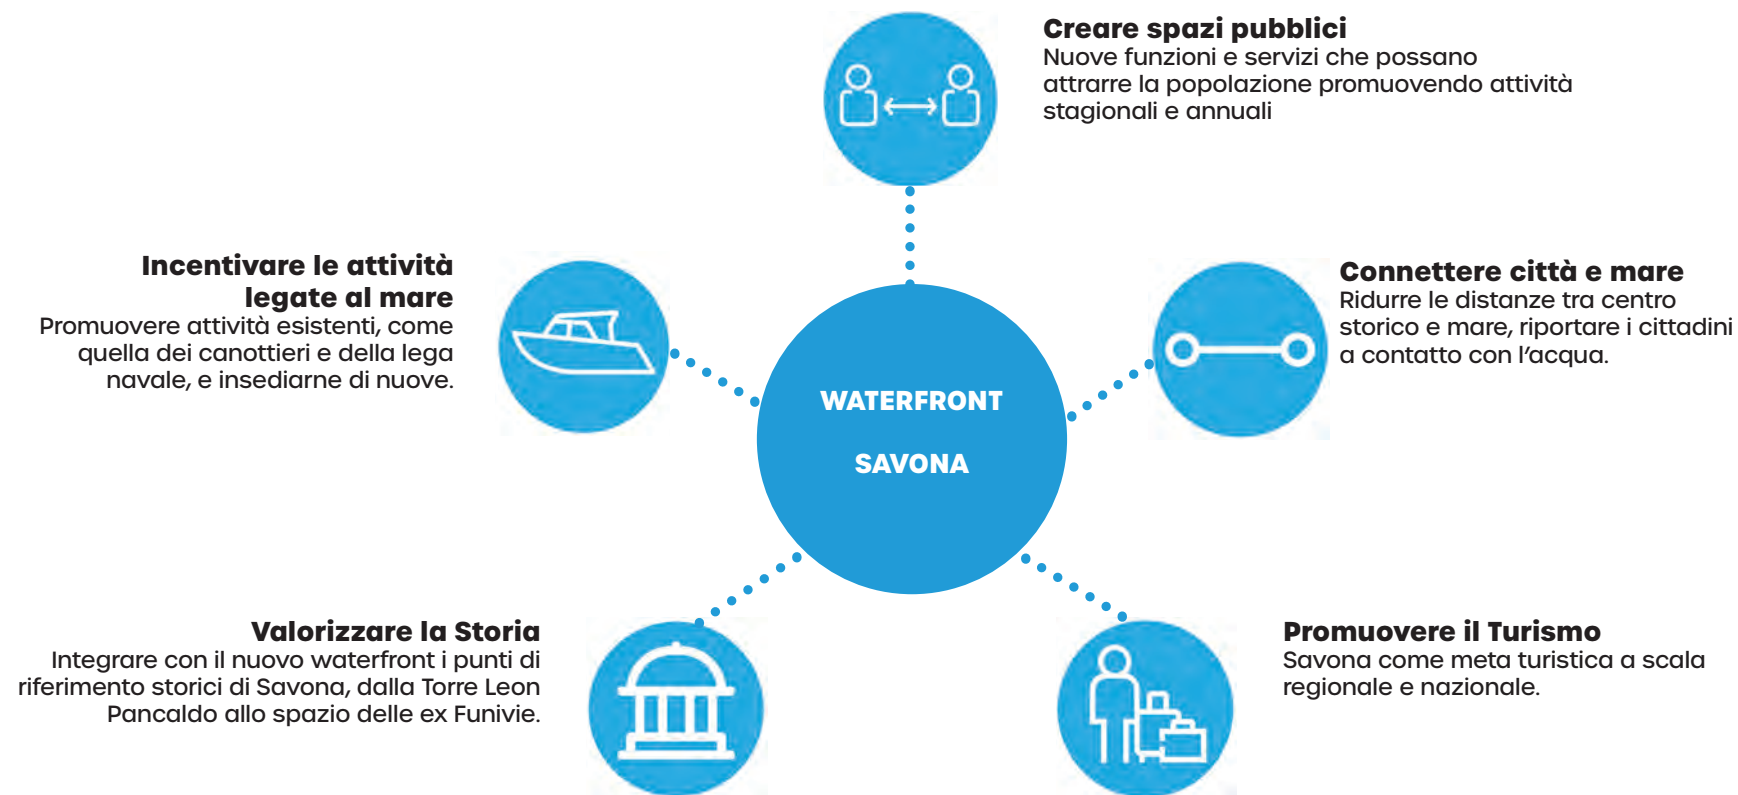 Creare spazi pubblici
Nuove funzioni e servizi che possano
attrarre la popolazione promuovendo attività
stagionali e annuali
Incentivare le attività
legate al mare
Promuovere attività esistenti, come
quella dei canottieri e della lega
navale, e insediarne di nuove.
Connettere città e mare
Ridurre le distanze tra centro
storico e mare, riportare i cittadini
a contatto con l'acqua.
WATERFRONT
SAVONA
Valorizzare la Storia
Integrare con il nuovo waterfront i punti di
riferimento storici di Savona, dalla Torre Leon
Pancaldo allo spazio delle ex Funivie.
Promuovere il Turismo
Savona come meta turistica a scala
regionale e nazionale.